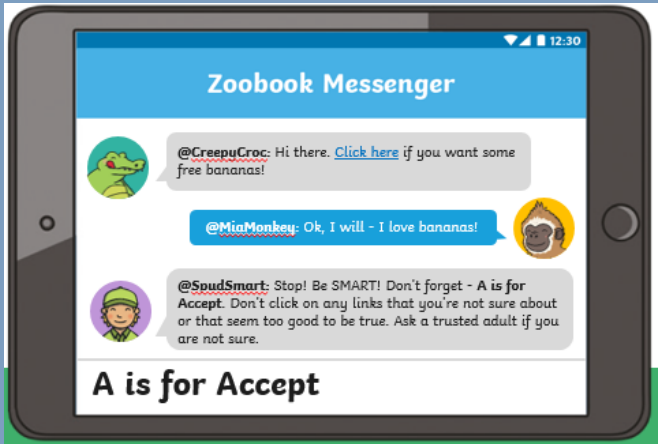 12:30
Zoobook Messenger
@CreepyCroc: Hi there. Click here if you want some
free bananas!
@MiaMonkey: Ok, I will - I love bananas!
@SpudSmart: Stop! Be SMART! Don't forget - A is for
Accept. Don't click on any links that you're not sure about
or that seem too good to be true. Ask a trusted adult if you
are not sure.
A is for Accept